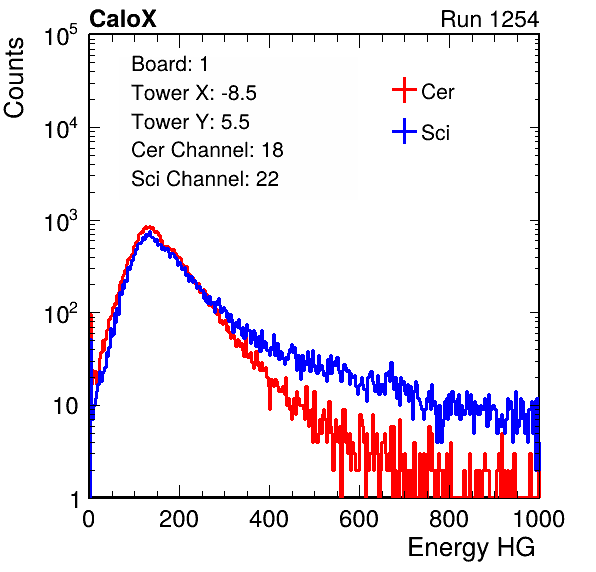 CaloX Run 1254
Counts
10^5
10^4
10^3
10^2
10
1
Board: 1
Tower X: -8.5
Tower Y: 5.5
Cer Channel: 18
Sci Channel: 22
Cer
Sci
0 200 400 600 800 1000
Energy HG